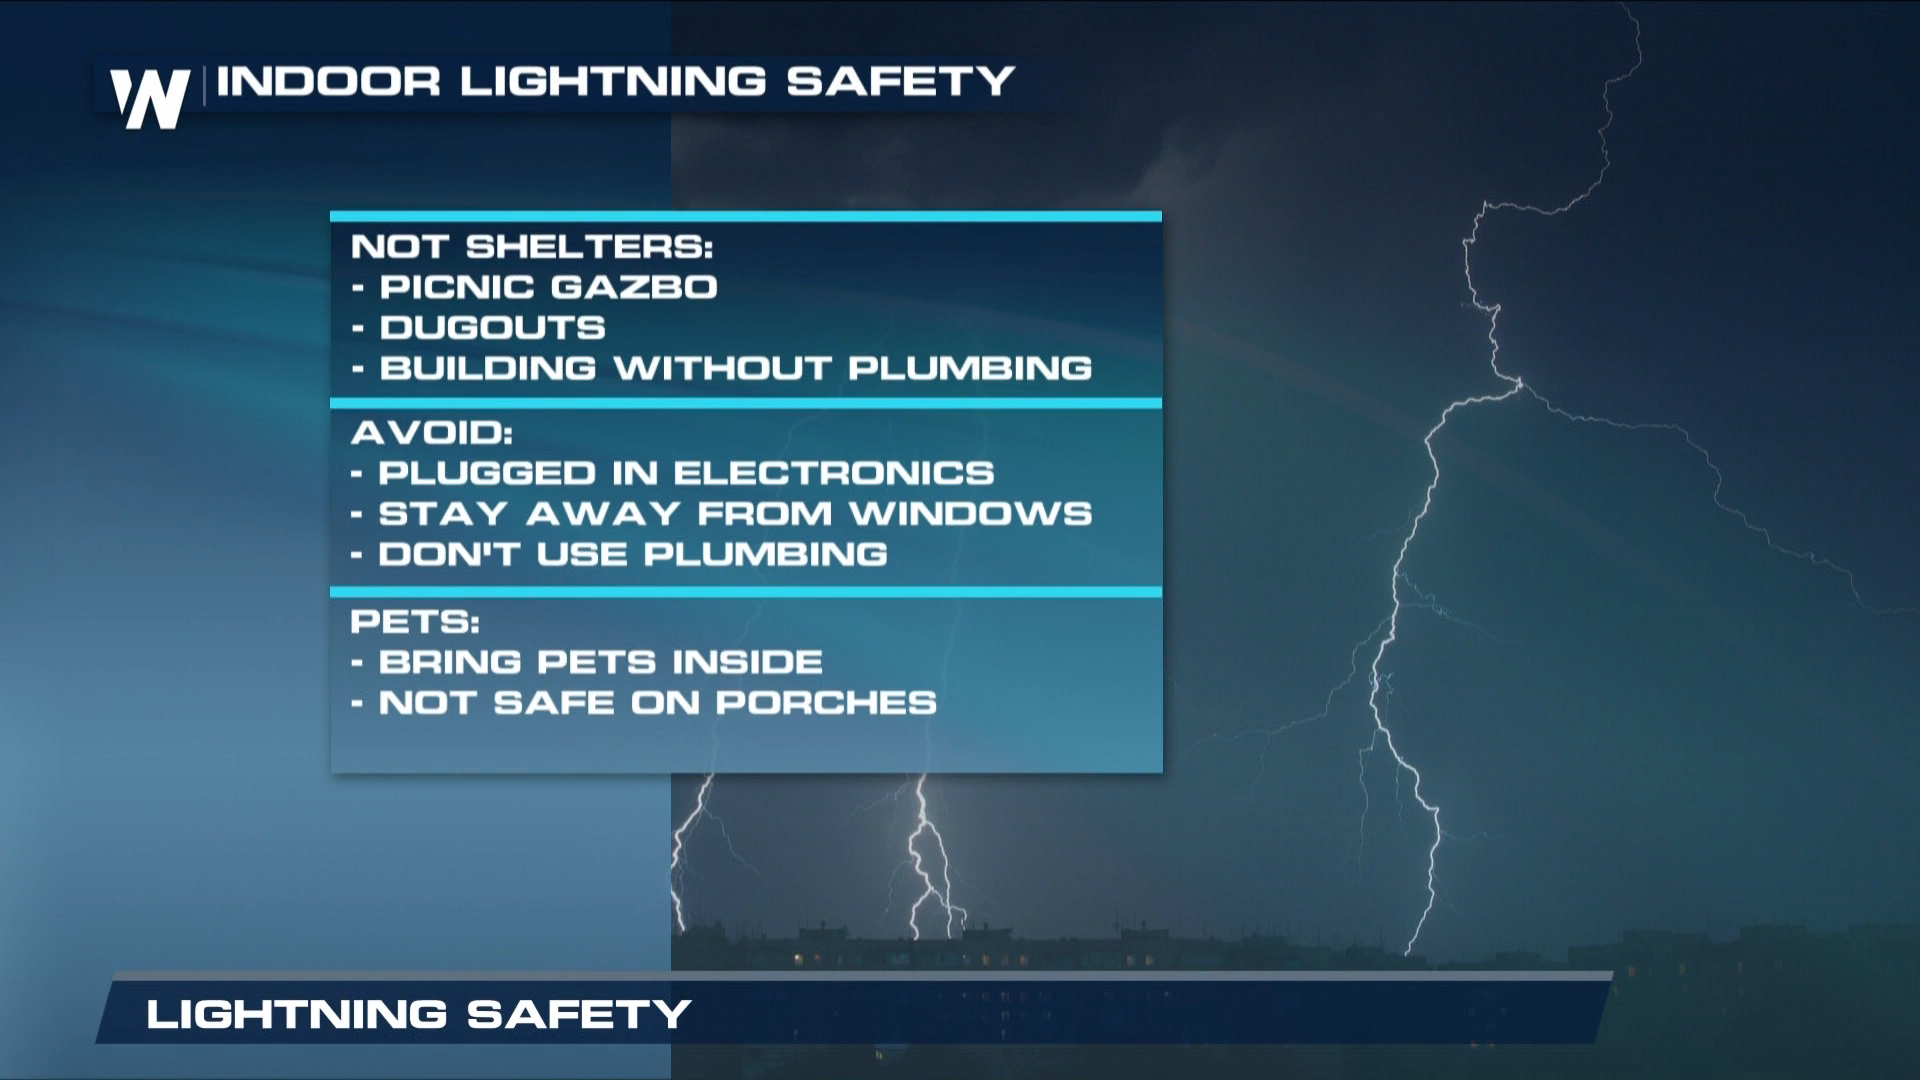 W INDOOR LIGHTNING SAFETY
NOT SHELTERS:
- PICNIC GAZBO
- DUGOUTS
- BUILDING WITHOUT PLUMBING
AVOID:
- PLUGGED IN ELECTRONICS
- STAY AWAY FROM WINDOWS
- DON'T USE PLUMBING
PETS:
- BRING PETS INSIDE
- NOT SAFE ON PORCHES
LIGHTNING SAFETY